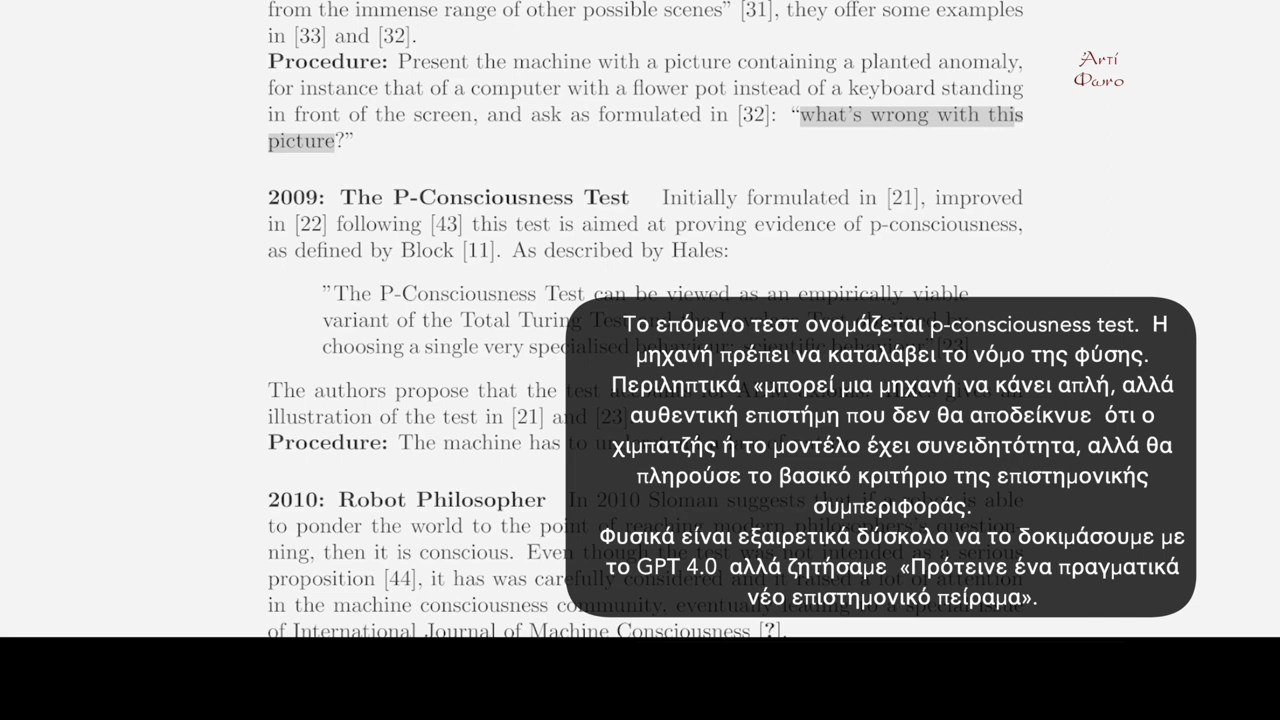 from the immense range of other possible scenes” [31], they offer some examples
in [33] and [32].
Procedure: Present the machine with a picture containing a planted anomaly,
for instance that of a computer with a flower pot instead of a keyboard standing
in front of the screen, and ask as formulated in [32]: “what’s wrong with this
picture?”
Ἀντί
Φωνο
2009: The P-Consciousness Test Initially formulated in [21], improved
in [22] following [43] this test is aimed at proving evidence of p-consciousness,
as defined by Block [11]. As described by Hales:
”The P-Consciousness Test can be viewed as an empirically viable
variant of the Total Turing Test
choosing a single very specialised behaviour: scientific behaviour” [23]
The authors propose that the test accounts for
illustration of the test in [21] and [23]
Procedure: The machine has to
2010: Robot Philosopher In 2010 Sloman suggests that if a robot is able
to ponder the world to the point of reaching modern philosophers’s question-
ning, then it is conscious. Even though the test was not intended as a serious
proposition [44], it has was carefully considered and it raised a lot of attention
in the machine consciousness community, eventually leading to a special issue
of International Journal of Machine Consciousness [?].
Το επόμενο τεστ ονομάζεται p-consciousness test. Η
μηχανή πρέπει να καταλάβει το νόμο της φύσης.
Περιληπτικά «μπορεί μια μηχανή να κάνει απλή, αλλά
αυθεντική επιστήμη που δεν θα αποδείκνυε ότι ο
χιμπατζής ή το μοντέλο έχει συνειδητότητα, αλλά θα
πληρούσε το βασικό κριτήριο της επιστημονικής
συμπεριφοράς.
Φυσικά είναι εξαιρετικά δύσκολο να το δοκιμάσουμε με
το GPT 4.0 αλλά ζητήσαμε «Πρότεινε ένα πραγματικά
νέο επιστημονικό πείραμα».